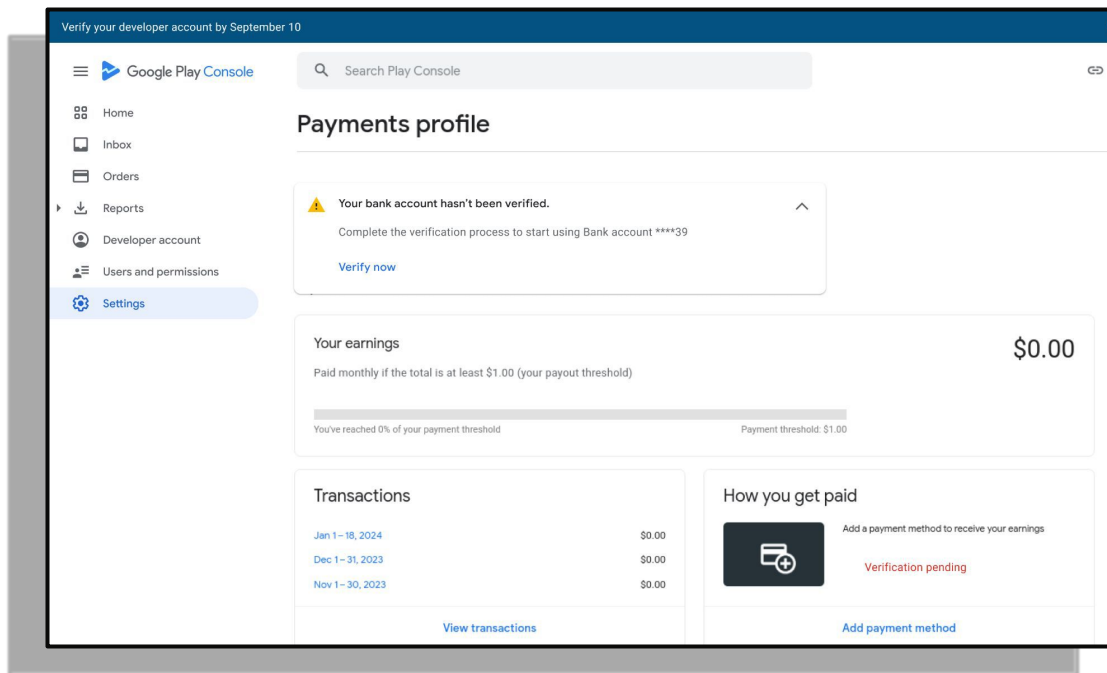 Verify your developer account by September 10
Google Play Console
Search Play Console
Home
Inbox
Orders
Reports
Developer account
Users and permissions
Settings
Payments profile
Your bank account hasn't been verified.
Complete the verification process to start using Bank account ****39
Verify now
Your earnings
$0.00
Paid monthly if the total is at least $1.00 (your payout threshold)
You've reached 0% of your payment threshold
Payment threshold: $1.00
Transactions
Jan 1 – 18, 2024 $0.00
Dec 1 – 31, 2023 $0.00
Nov 1 – 30, 2023 $0.00
View transactions
How you get paid
Add a payment method to receive your earnings
Verification pending
Add payment method